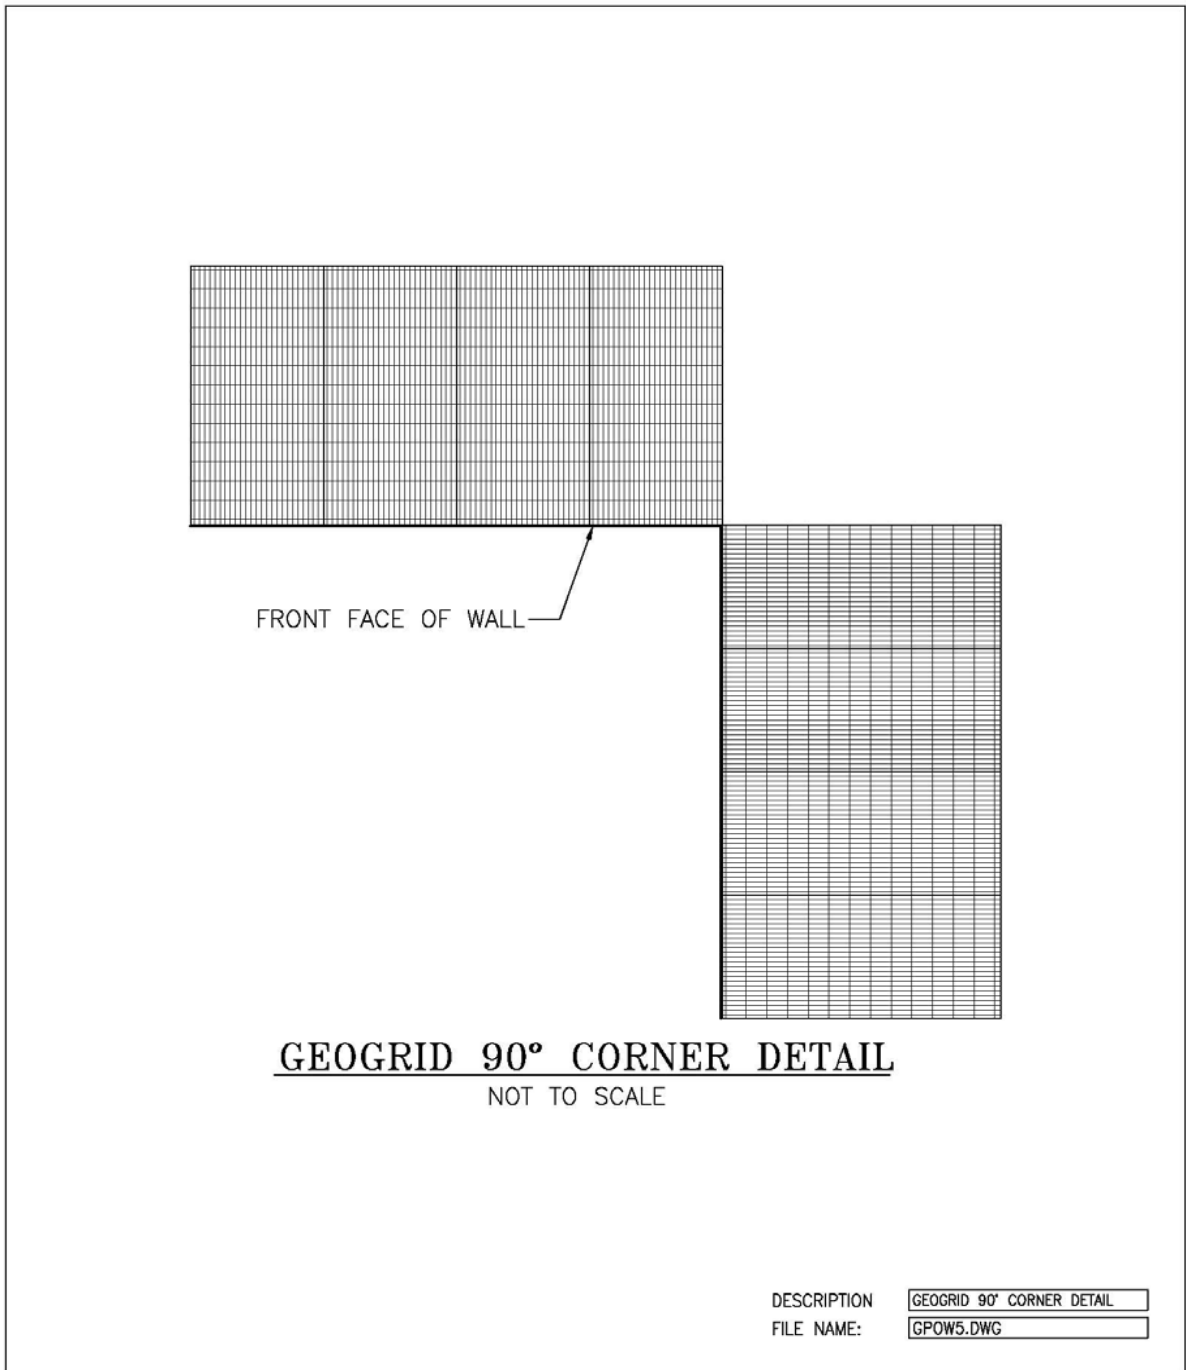 FRONT FACE OF WALL
GEOGRID 90° CORNER DETAIL
NOT TO SCALE
DESCRIPTION GEOGRID 90° CORNER DETAIL
FILE NAME: GPOW5.DWG